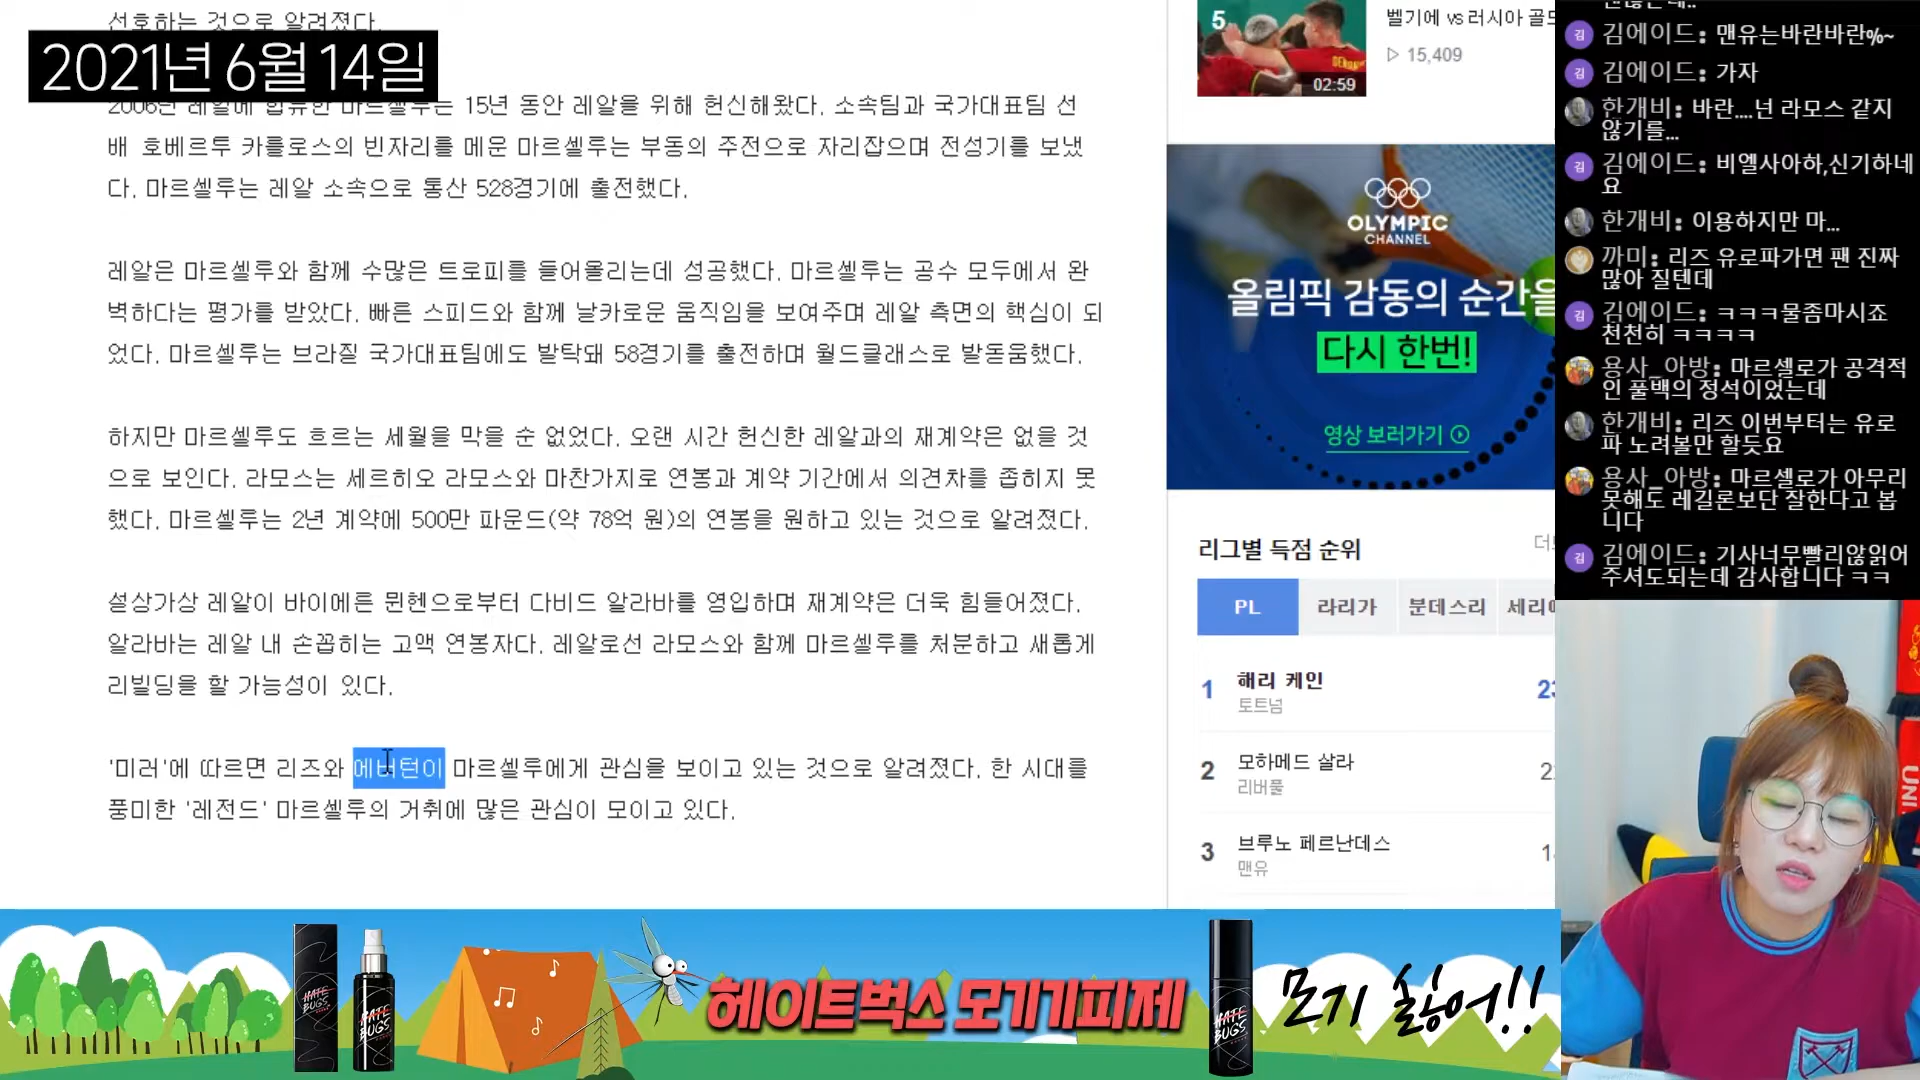 선호하는 것으로 알려졌다.
2021년 6월 14일
2006년 레알에 합류한 마르셀루는 15년 동안 레알을 위해 헌신해왔다. 소속팀과 국가대표팀 선
배 호베르투 카를로스의 빈자리를 메운 마르셀루는 부동의 주전으로 자리잡으며 전성기를 보냈
다. 마르셀루는 레알 소속으로 통산 528경기에 출전했다.
레알은 마르셀루와 함께 수많은 트로피를 들어올리는데 성공했다. 마르셀루는 공수 모두에서 완
벽하다는 평가를 받았다. 빠른 스피드와 함께 날카로운 움직임을 보여주며 레알 측면의 핵심이 되
었다. 마르셀루는 브라질 국가대표팀에도 발탁돼 58경기를 출전하며 월드클래스로 발돋움했다.
하지만 마르셀루도 흐르는 세월을 막을 순 없었다. 오랜 시간 헌신한 레알과의 재계약은 없을 것
으로 보인다. 라모스는 세르히오 라모스와 마찬가지로 연봉과 계약 기간에서 의견차를 좁히지 못
했다. 마르셀루는 2년 계약에 500만 파운드(약 78억 원)의 연봉을 원하고 있는 것으로 알려졌다.
설상가상 레알이 바이에른 뮌헨으로부터 다비드 알라바를 영입하며 재계약은 더욱 힘들어졌다.
알라바는 레알 내 손꼽히는 고액 연봉자다. 레알로선 라모스와 함께 마르셀루를 처분하고 새롭게
리빌딩을 할 가능성이 있다.
'미러'에 따르면 리즈와 에버턴이 마르셀루에게 관심을 보이고 있는 것으로 알려졌다. 한 시대를
풍미한 '레전드' 마르셀루의 거취에 많은 관심이 모이고 있다.
5
벨기에 vs 러시아 골
15,409
02:59
OLYMPIC
CHANNEL
올림픽 감동의 순간을
다시 한번!
영상 보러가기
리그별 득점 순위
PL 라리가 분데스리 세리에
1 해리 케인 23
토트넘
2 모하메드 살라
리버풀
3 브루노 페르난데스
맨유
김에이드: 맨유는바란바란%~
김에이드: 가자
한개비: 바란....넌 라모스 같지
않기를...
김에이드: 비엘사아하,신기하네
요
한개비: 이용하지만 마...
까미: 리즈 유로파가면 팬 진짜
많아 질텐데
김에이드: ㅋㅋㅋ물좀마시죠
천천히 ㅋㅋㅋㅋ
용사_아방: 마르셀로가 공격적
인 풀백의 정석이었는데
한개비: 리즈 이번부터는 유로
파 노려볼만 할듯요
용사_아방: 마르셀로가 아무리
못해도 레길론보단 잘한다고 봅
니다
김에이드: 기사너무빨리않읽어
주셔도되는데 감사합니다 ㅋㅋ
HATE
BUGS
HATE
BUGS
헤이트벅스 모기기피제
HATE
BUGS
모기 싫어!!
UNI